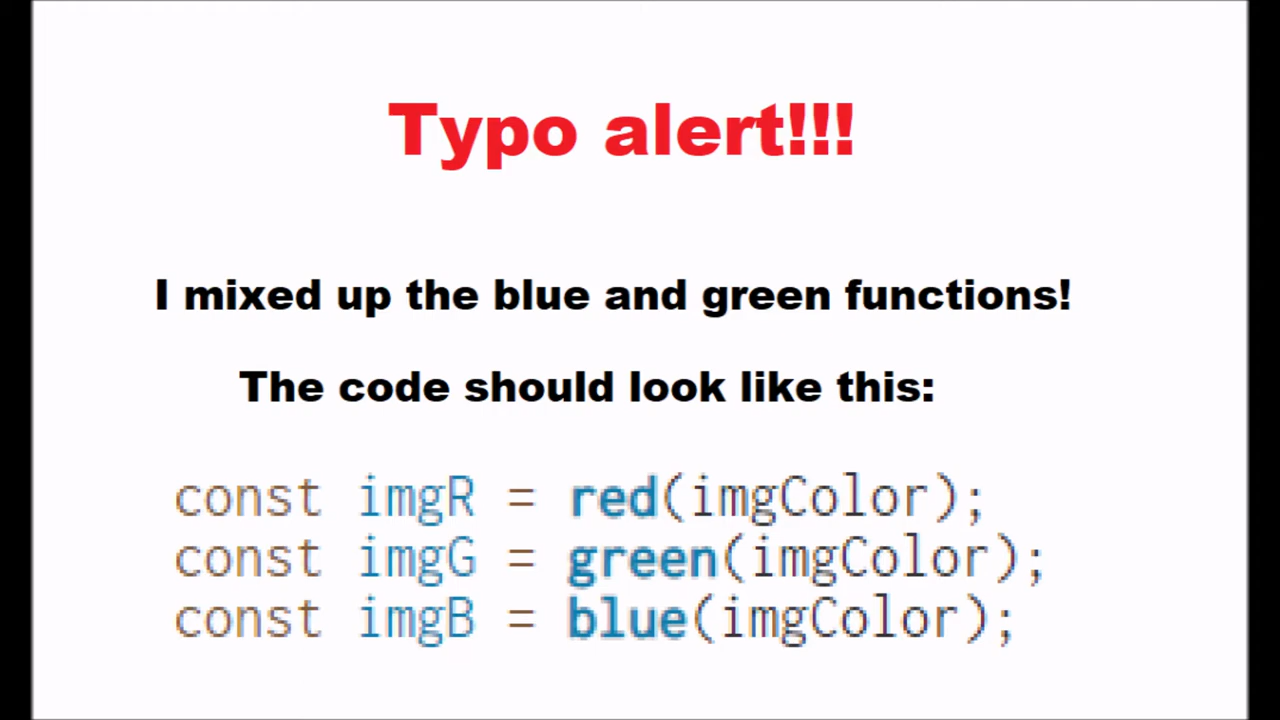 Typo alert!!!
I mixed up the blue and green functions!
The code should look like this:
const imgR = red(imgColor);
const imgG = green(imgColor);
const imgB = blue(imgColor);